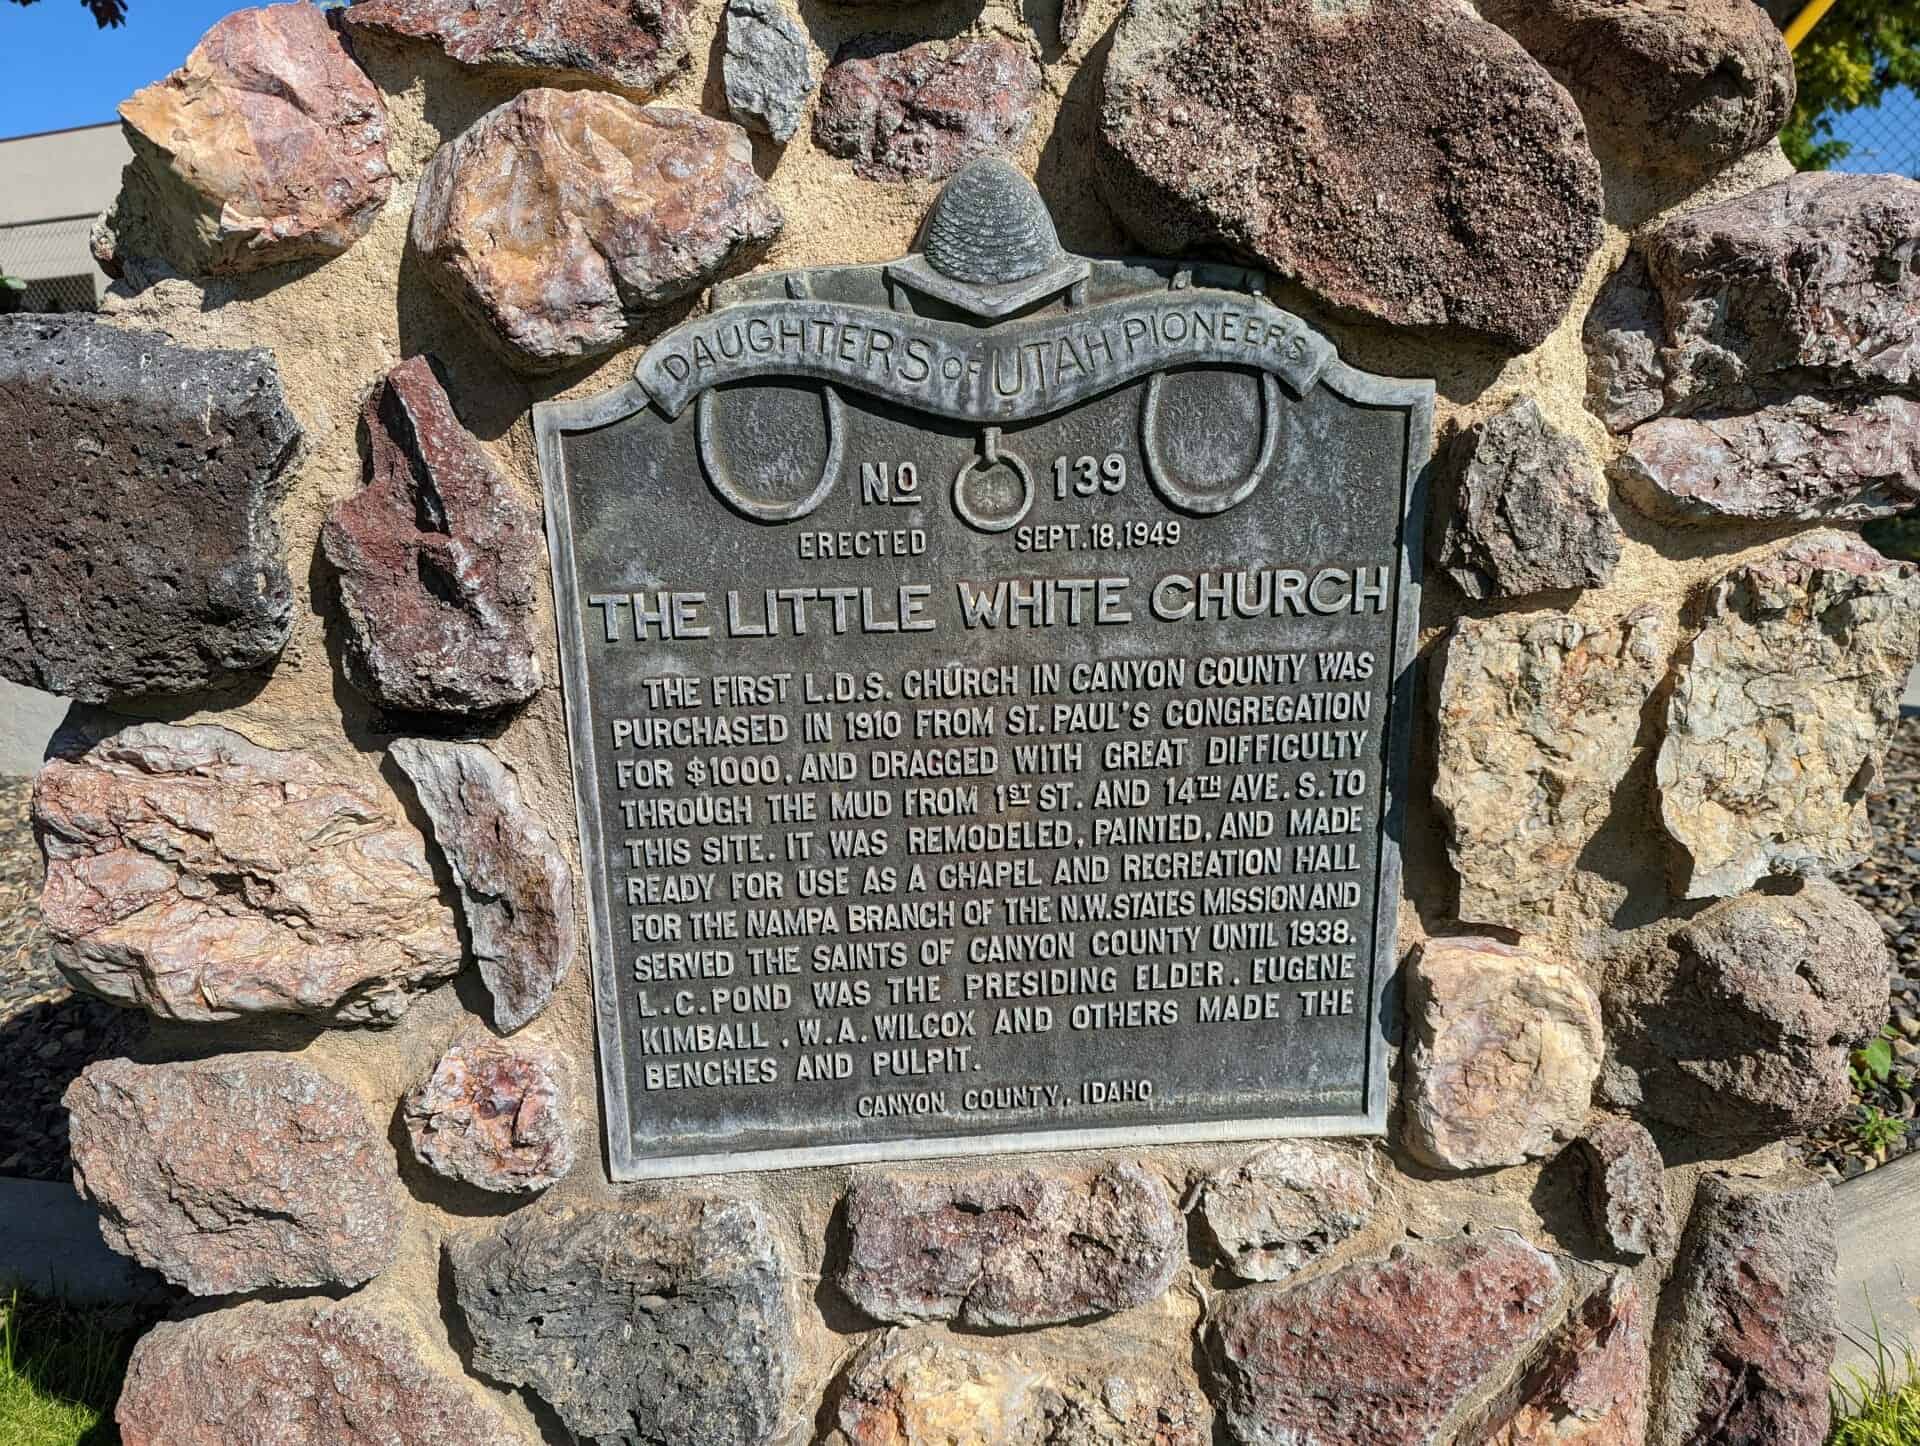 DAUGHTERS OF UTAH PIONEERS
NO 139
ERECTED SEPT. 18, 1949
THE LITTLE WHITE CHURCH
THE FIRST L.D.S. CHURCH IN CANYON COUNTY WAS
PURCHASED IN 1910 FROM ST. PAUL'S CONGREGATION
FOR $1000. AND DRAGGED WITH GREAT DIFFICULTY
THROUGH THE MUD FROM 1ST ST. AND 14TH AVE. S. TO
THIS SITE. IT WAS REMODELED, PAINTED, AND MADE
READY FOR USE AS A CHAPEL AND RECREATION HALL
FOR THE NAMPA BRANCH OF THE N.W. STATES MISSION AND
SERVED THE SAINTS OF CANYON COUNTY UNTIL 1938.
L.C. POND WAS THE PRESIDING ELDER. EUGENE
KIMBALL, W.A. WILCOX AND OTHERS MADE THE
BENCHES AND PULPIT.
CANYON COUNTY, IDAHO